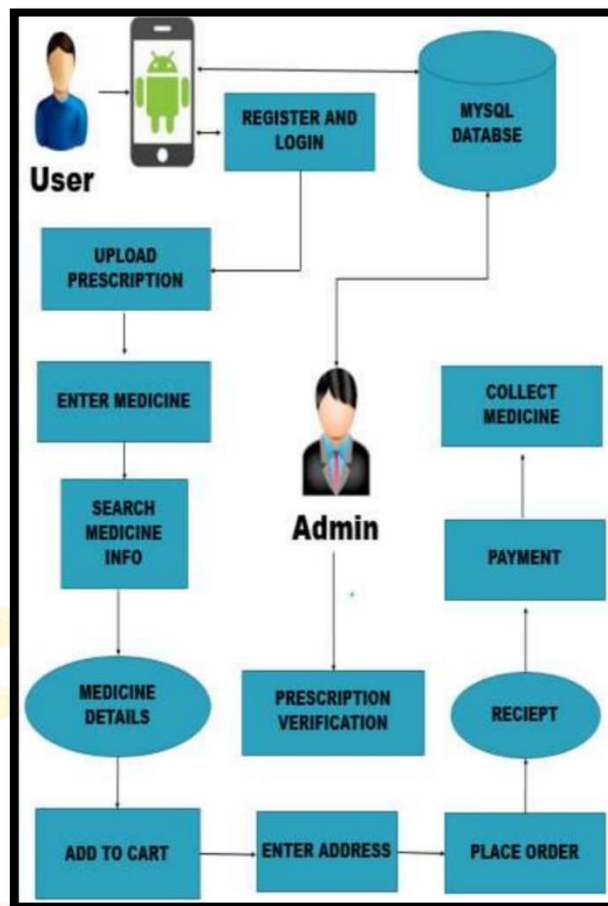 User
REGISTER AND
LOGIN
MYSQL
DATABSE
UPLOAD
PRESCRIPTION
ENTER MEDICINE
SEARCH
MEDICINE
INFO
MEDICINE
DETAILS
ADD TO CART
Admin
PRESCRIPTION
VERIFICATION
ENTER ADDRESS
PLACE ORDER
RECIEPT
PAYMENT
COLLECT
MEDICINE